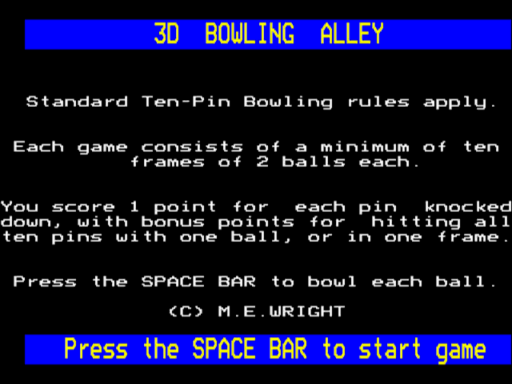 3D BOWLING ALLEY
Standard Ten-Pin Bowling rules apply.
Each game consists of a minimum of ten
frames of 2 balls each.
You score 1 point for each pin knocked
down, with bonus points for hitting all
ten pins with one ball, or in one frame.
Press the SPACE BAR to bowl each ball.
(C) M.E.WRIGHT
Press the SPACE BAR to start game